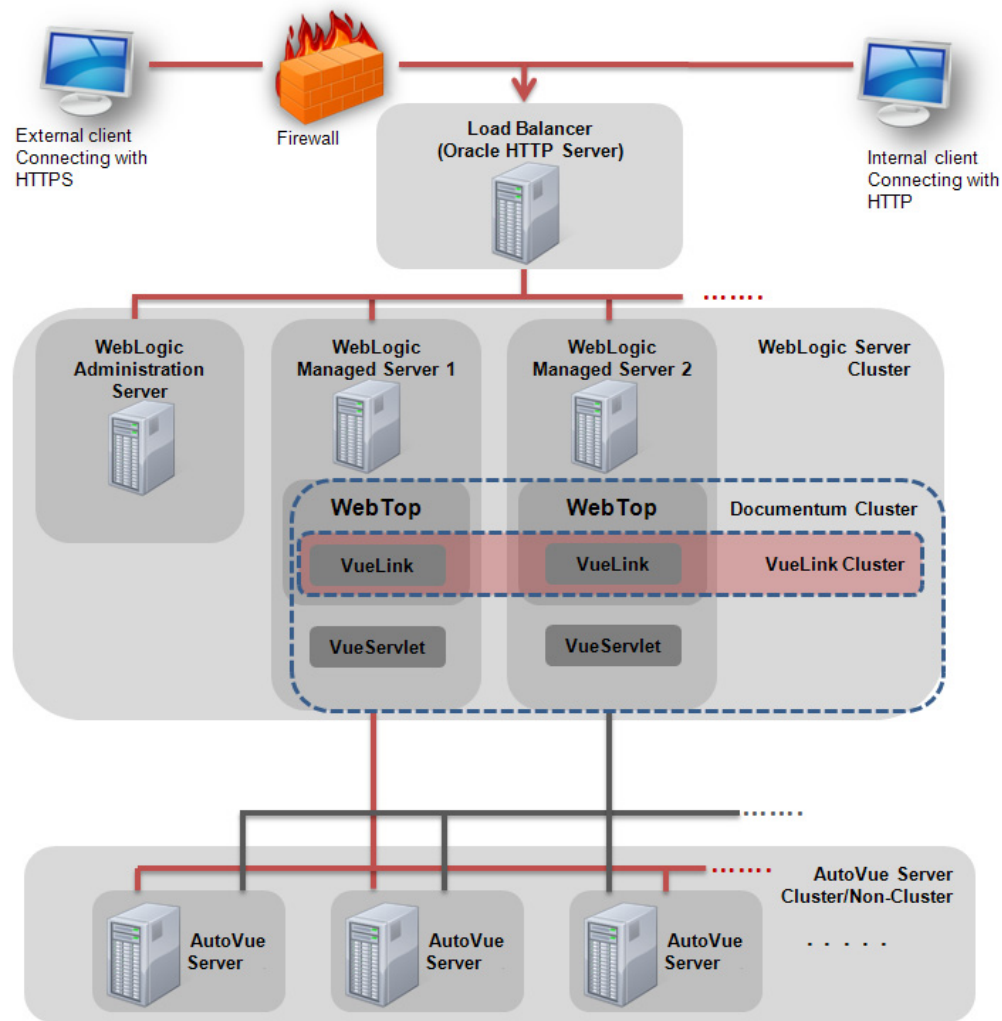 External client
Connecting with
HTTPS
Firewall
Load Balancer
(Oracle HTTP Server)
Internal client
Connecting with
HTTP
.......
WebLogic
Administration
Server
WebLogic
Managed Server 1
WebLogic
Managed Server 2
WebLogic Server
Cluster
WebTop
WebTop
Documentum Cluster
VueLink
VueLink
VueLink Cluster
VueServlet
VueServlet
.......
.......
AutoVue Server
Cluster/Non-Cluster
AutoVue
Server
AutoVue
Server
AutoVue
Server
. . . . .